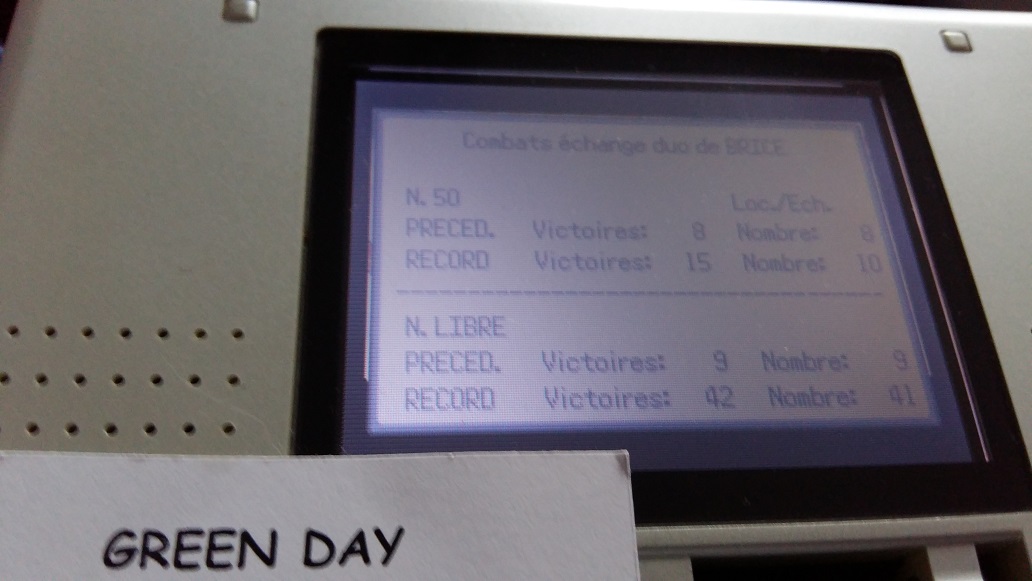 Combats échange duo de BRICE
N. 50 Loc./Ech.
PRECED. Victoires: 8 Nombre: 8
RECORD Victoires: 15 Nombre: 10
N. LIBRE
PRECED. Victoires: 9 Nombre: 9
RECORD Victoires: 42 Nombre: 41
GREEN DAY